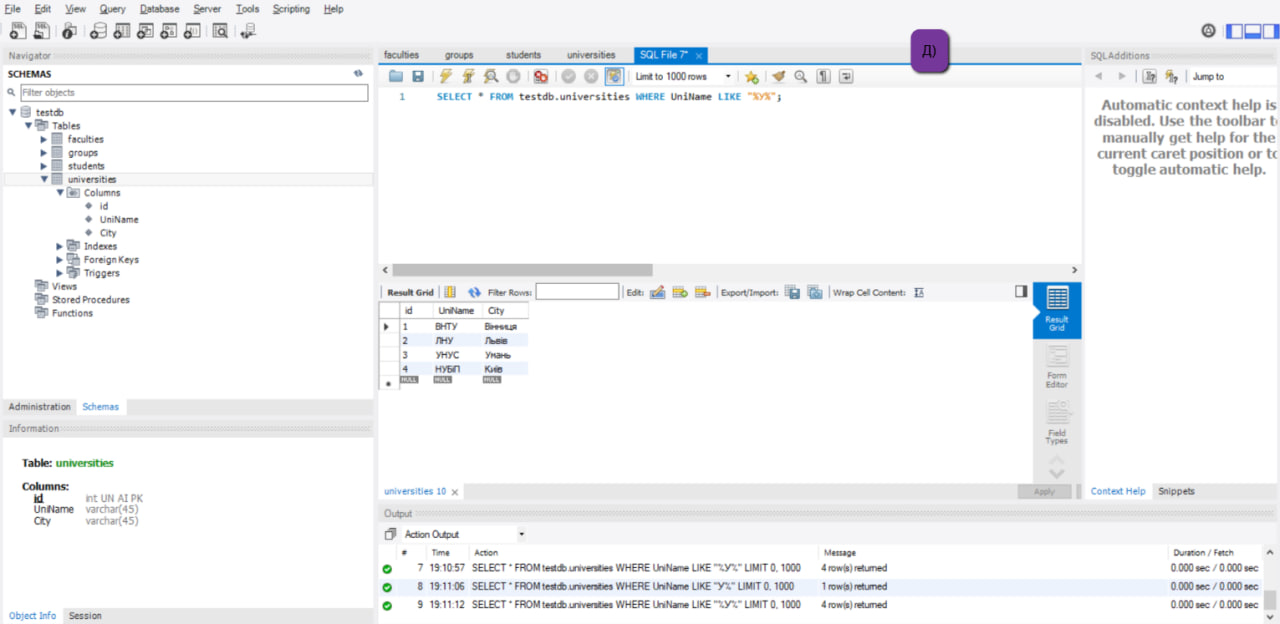 File Edit View Query Database Server Tools Scripting Help
Navigator
SCHEMAS
Filter objects
testdb
Tables
faculties
groups
students
universities
Columns
id
UniName
City
Indexes
Foreign Keys
Triggers
Views
Stored Procedures
Functions
Administration Schemas
Information
Table: universities
Columns:
id int UN AI PK
UniName varchar(45)
City varchar(45)
Object Info Session
faculties groups students universities SQL File 7*
Д)
Limit to 1000 rows
1 SELECT * FROM testdb.universities WHERE UniName LIKE "%У%";
Result Grid Filter Rows: Edit: Export/Import: Wrap Cell Content:
id UniName City
1 ВНТУ Вінниця
2 ЛНУ Львів
3 УНУС Умань
4 НУБІП Київ
NULL NULL NULL
Result Grid
Form Editor
Field Types
universities 10
Apply
Output
Action Output
# Time Action Message Duration / Fetch
7 19:10:57 SELECT * FROM testdb.universities WHERE UniName LIKE "%У%" LIMIT 0, 1000 4 row(s) returned 0.000 sec / 0.000 sec
8 19:11:06 SELECT * FROM testdb.universities WHERE UniName LIKE "У%" LIMIT 0, 1000 1 row(s) returned 0.000 sec / 0.000 sec
9 19:11:12 SELECT * FROM testdb.universities WHERE UniName LIKE "%У%" LIMIT 0, 1000 4 row(s) returned 0.000 sec / 0.000 sec
SQLAdditions
Jump to
Automatic context help is
disabled. Use the toolbar t
manually get help for the
current caret position or to
toggle automatic help.
Context Help Snippets